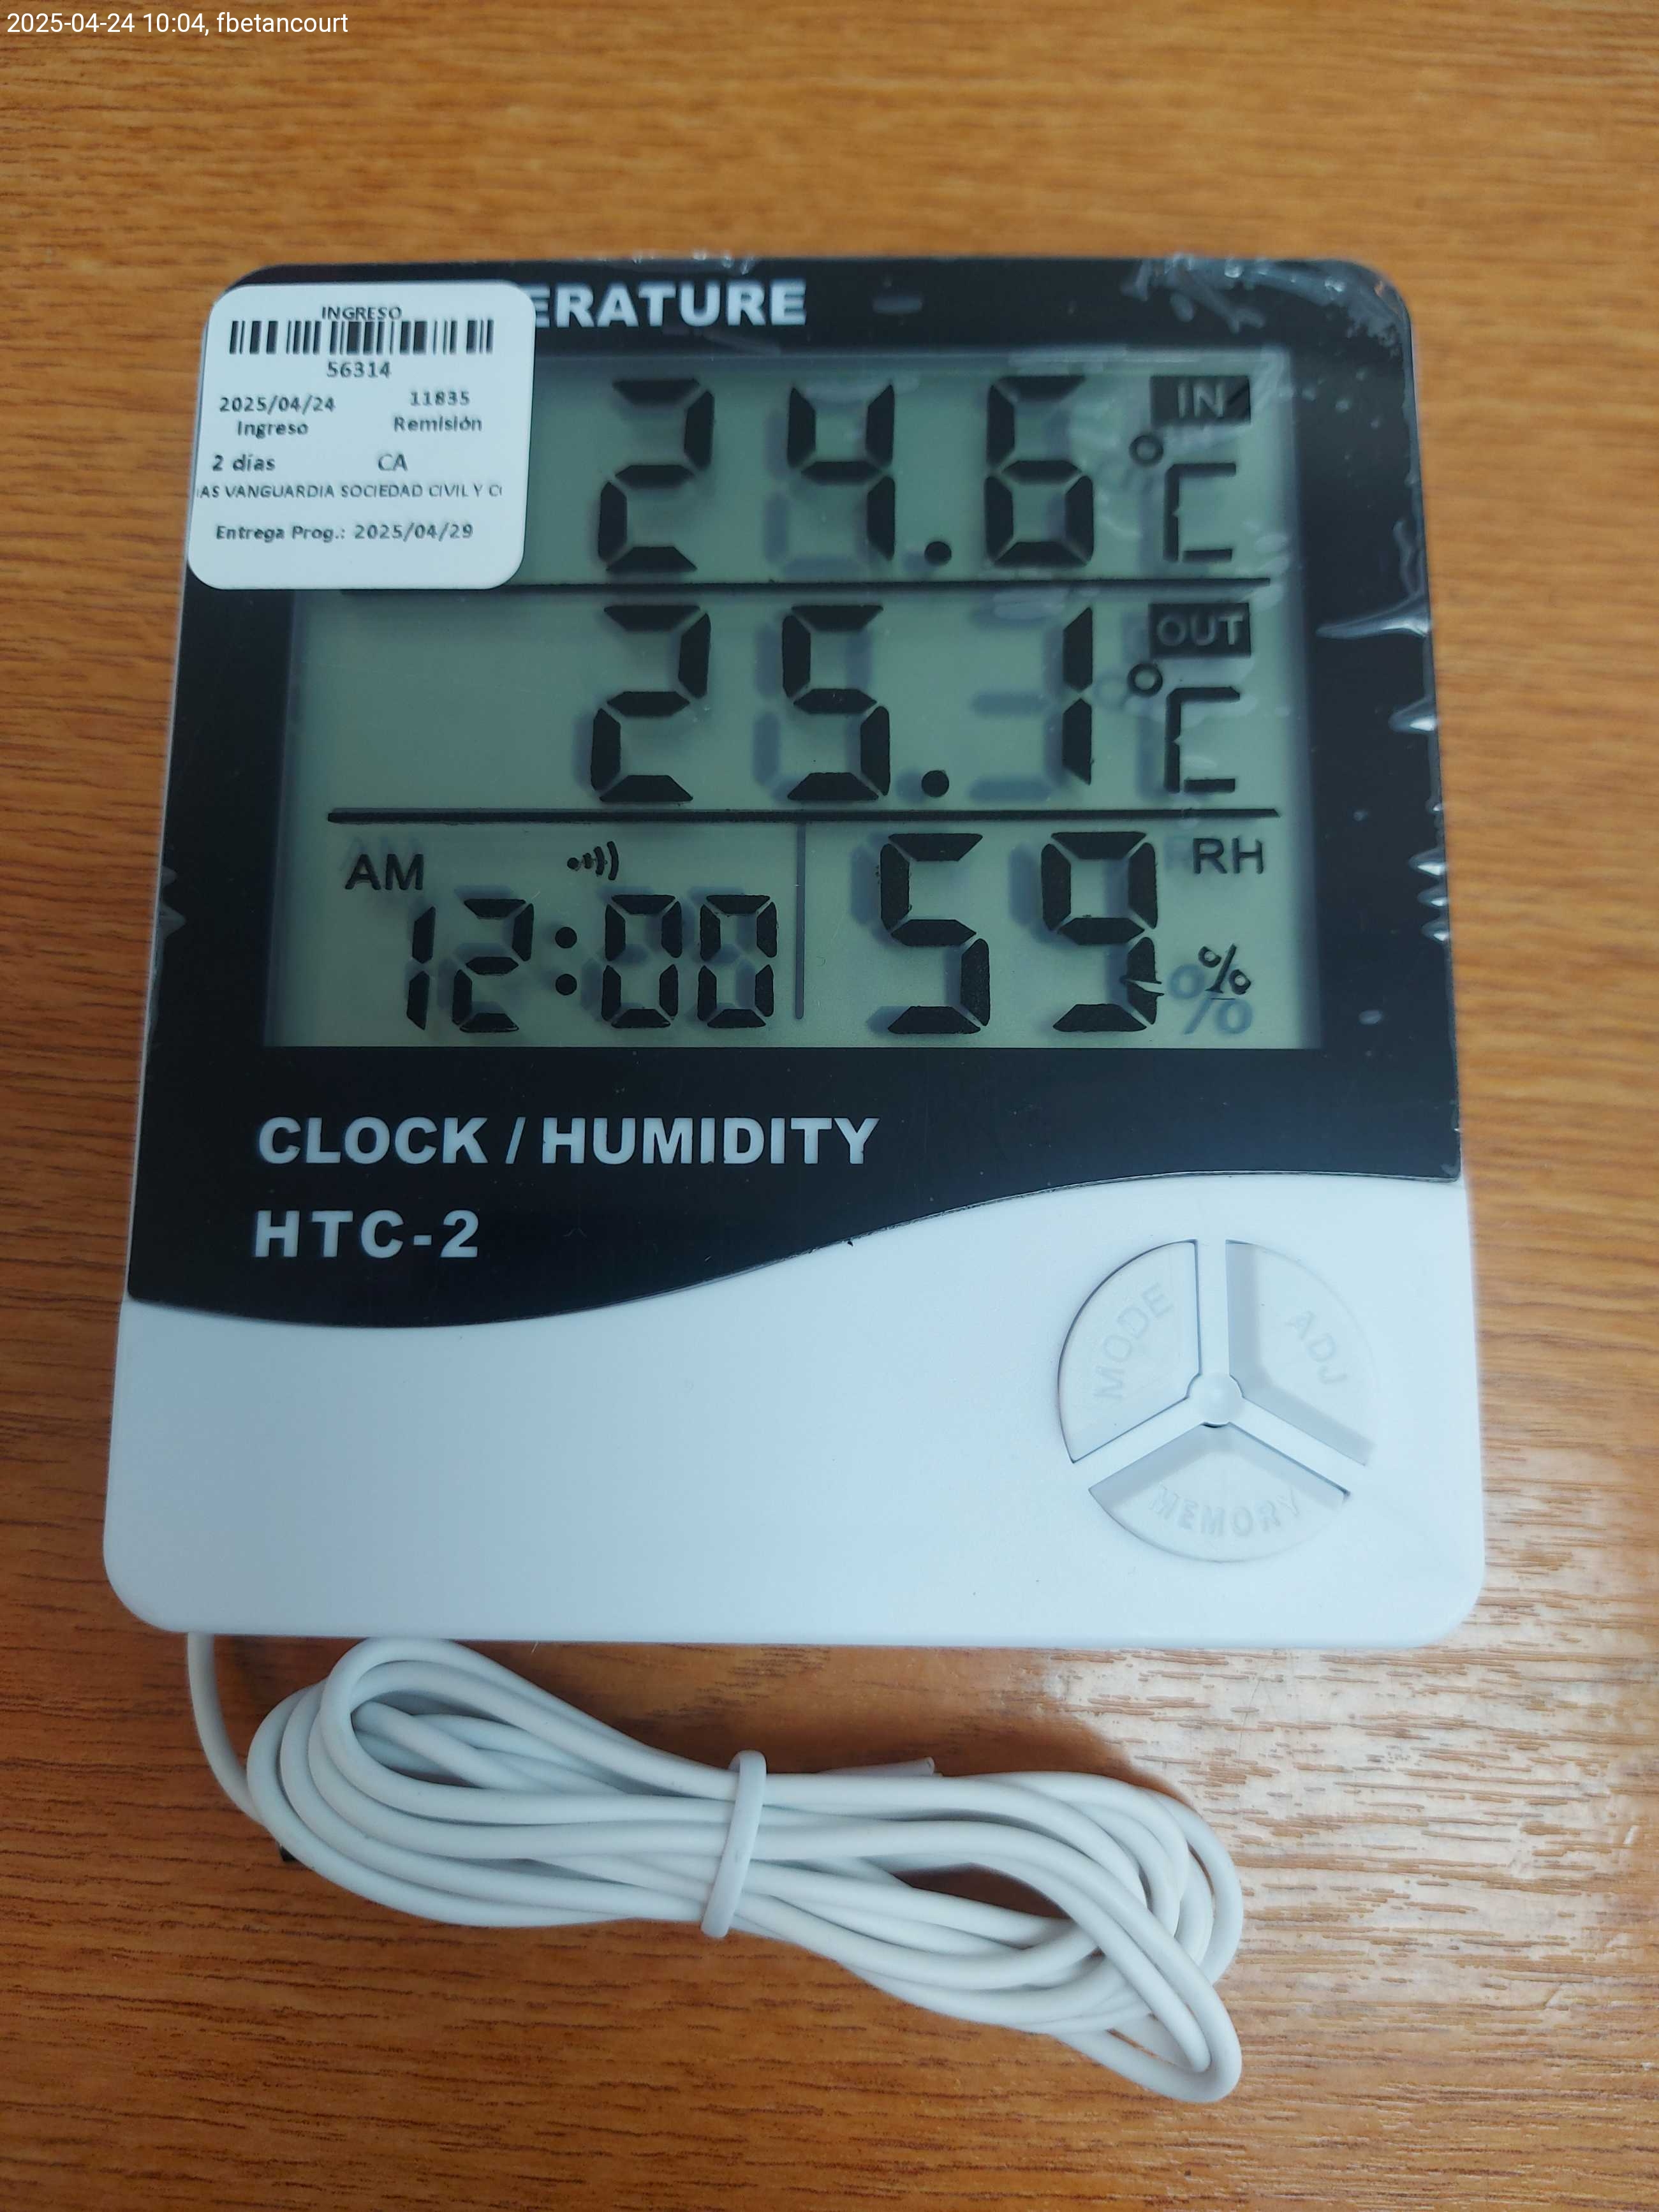 2025-04-24 10:04, fbetancourt
ERATURE
INGRESO
56314
2025/04/24 11835
Ingreso Remisión
2 días CA
AS VANGUARDIA SOCIEDAD CIVIL Y
Entrega Prog.: 2025/04/29
24.6 °C IN
25.1 °C OUT
AM RH
12:00 59 %
CLOCK / HUMIDITY
HTC-2
MODE ADJ
MEMORY